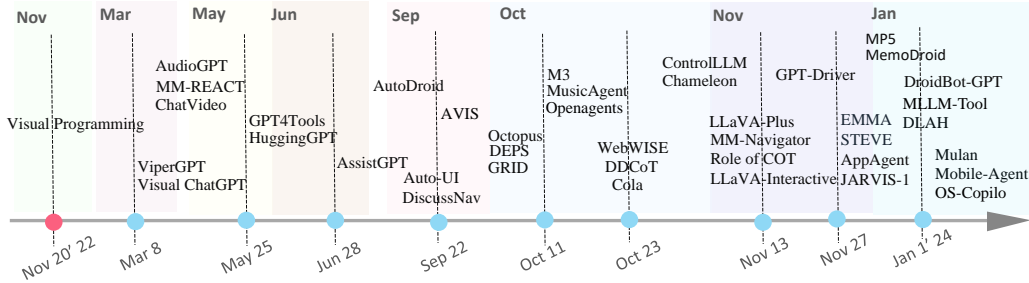 Nov
Mar
May
Jun
Sep
Oct
Nov
Jan
Visual Programming
AudioGPT
MM-REACT
ChatVideo
ViperGPT
Visual ChatGPT
GPT4Tools
HuggingGPT
AssistGPT
AutoDroid
AVIS
Auto-UI
DiscussNav
Octopus
DEPS
GRID
M3
MusicAgent
Openagents
WebWISE
DDCoT
Cola
ControlLLM
Chameleon
LLaVA-Plus
MM-Navigator
Role of COT
LLaVA-Interactive
GPT-Driver
EMMA
STEVE
AppAgent
JARVIS-1
MP5
MemoDroid
DroidBot-GPT
MLLM-Tool
DLAH
Mulan
Mobile-Agent
OS-Copilo
Nov 20' 22
Mar 8
May 25
Jun 28
Sep 22
Oct 11
Oct 23
Nov 13
Nov 27
Jan 1' 24